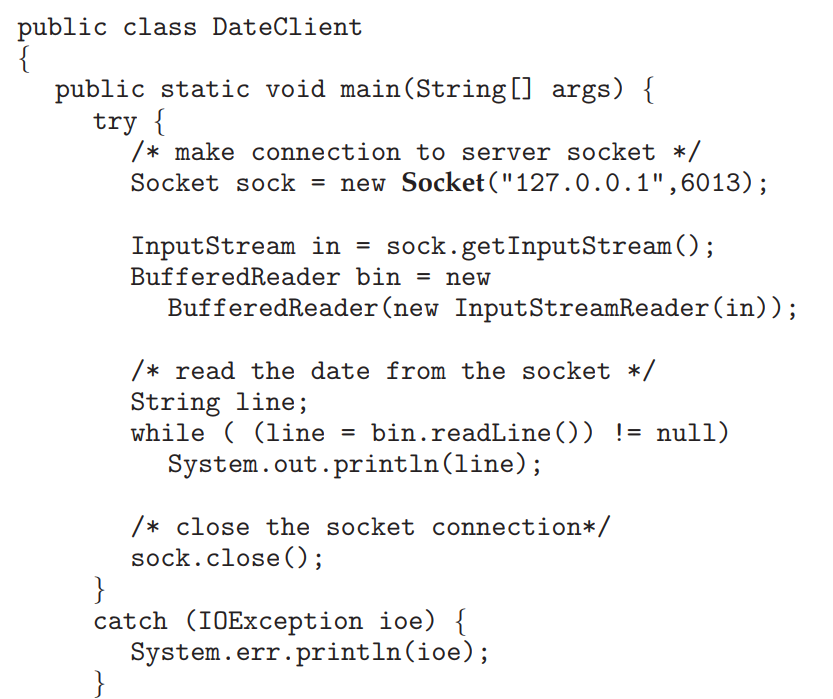 public class DateClient
{
public static void main(String[] args) {
try {
/* make connection to server socket */
Socket sock = new Socket("127.0.0.1",6013);
InputStream in = sock.getInputStream();
BufferedReader bin = new
BufferedReader(new InputStreamReader(in));
/* read the date from the socket */
String line;
while ( (line = bin.readLine()) != null)
System.out.println(line);
/* close the socket connection*/
sock.close();
}
catch (IOException ioe) {
System.err.println(ioe);
}